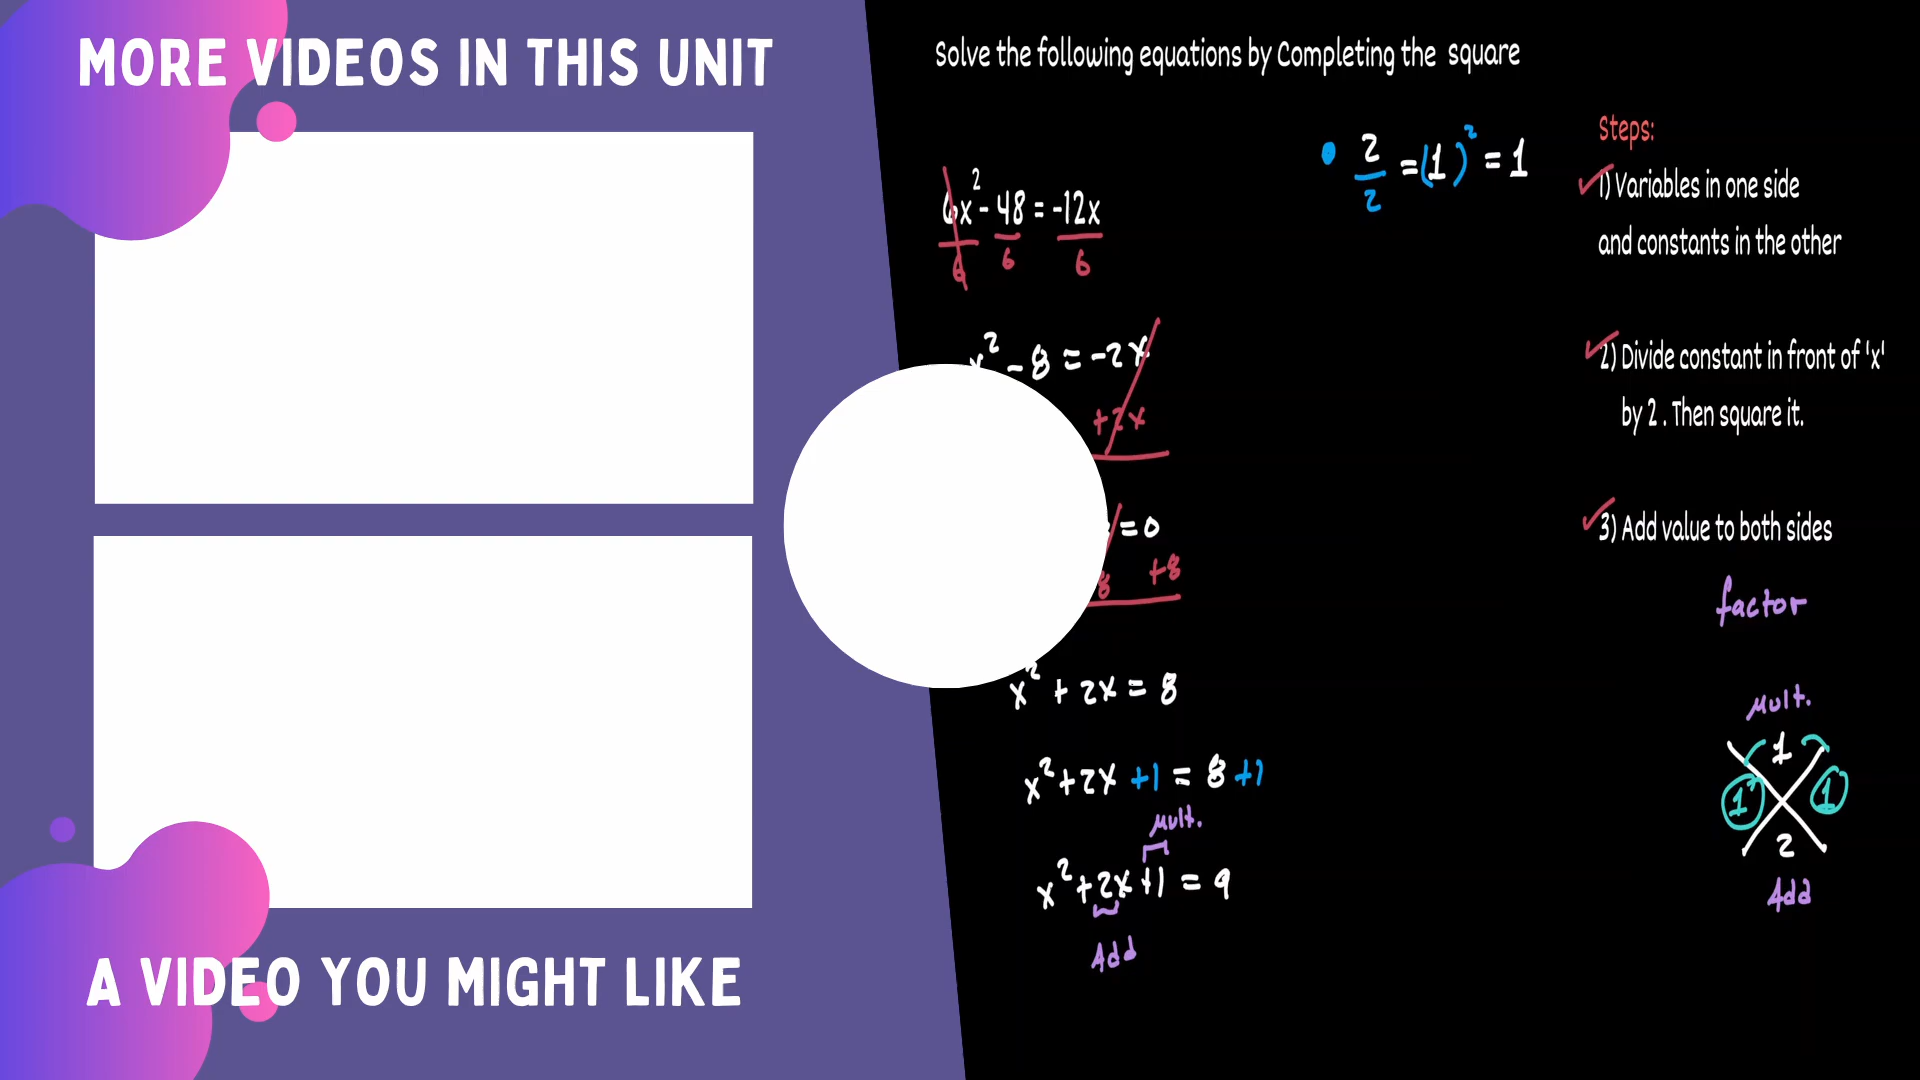 MORE VIDEOS IN THIS UNIT
A VIDEO YOU MIGHT LIKE
Solve the following equations by Completing the square
6x² - 48 = -12x
6 6 6
x² - 8 = -2x
+2x
= 0
8 +8
x² + 2x = 8
x² + 2x +1 = 8 +1
Mult.
x² + 2x +1 = 9
Add
• 2/2 = (1)² = 1
Steps:
1) Variables in one side
and constants in the other
2) Divide constant in front of 'x'
by 2 . Then square it.
3) Add value to both sides
factor
Mult.
1
1 1
2
Add